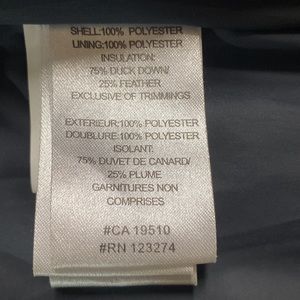 SHELL:100% POLYESTER
LINING:100% POLYESTER
INSULATION:
75% DUCK DOWN/
25% FEATHER
EXCLUSIVE OF TRIMMINGS
EXTERIEUR:100% POLYESTER
DOUBLURE:100% POLYESTER
ISOLANT:
75% DUVET DE CANARD/
25% PLUME
GARNITURES NON
COMPRISES
#CA 19510
#RN 123274